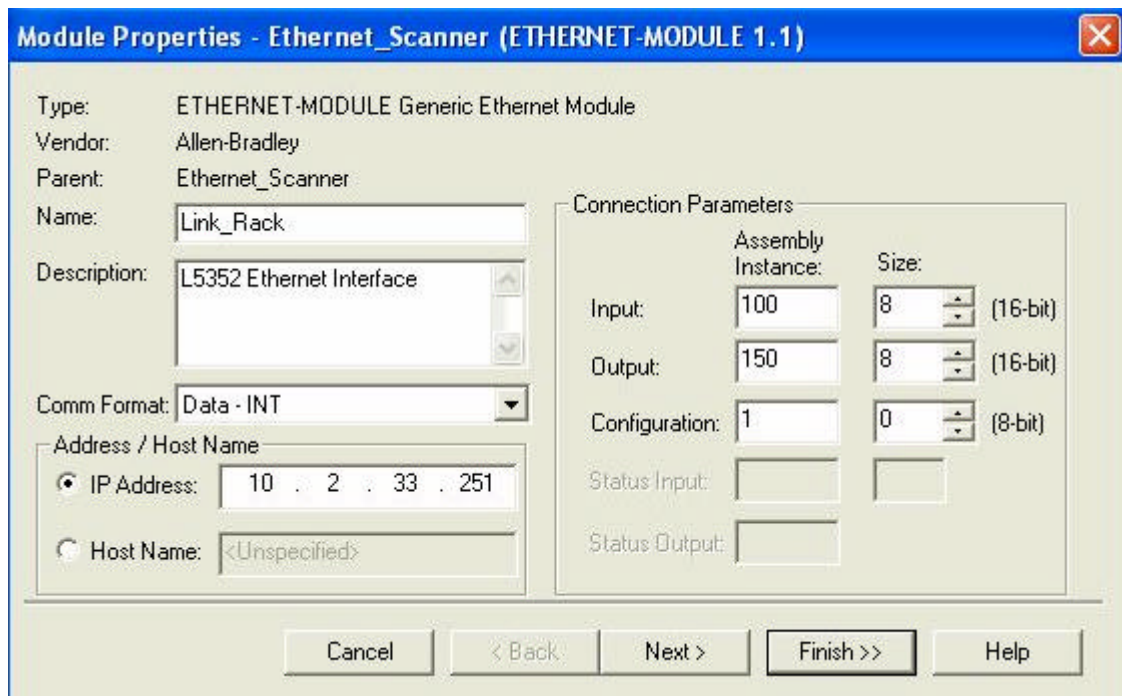 Module Properties - Ethernet_Scanner (ETHERNET-MODULE 1.1)
Type: ETHERNET-MODULE Generic Ethernet Module
Vendor: Allen-Bradley
Parent: Ethernet_Scanner
Name: Link_Rack
Description: L5352 Ethernet Interface
Comm Format: Data - INT
Address / Host Name
IP Address: 10 . 2 . 33 . 251
Host Name: <Unspecified>
Connection Parameters
Assembly Instance: Size:
Input: 100 8 (16-bit)
Output: 150 8 (16-bit)
Configuration: 1 0 (8-bit)
Status Input:
Status Output:
Cancel < Back Next > Finish >> Help